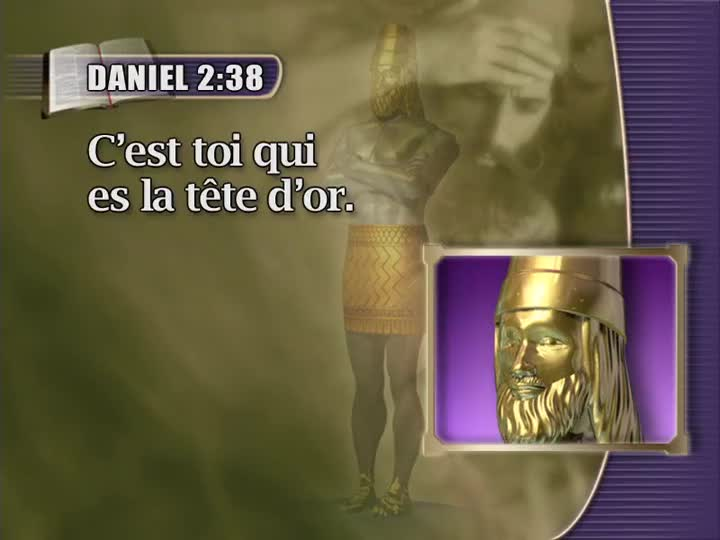 DANIEL 2:38
C’est toi qui
es la tête d’or.